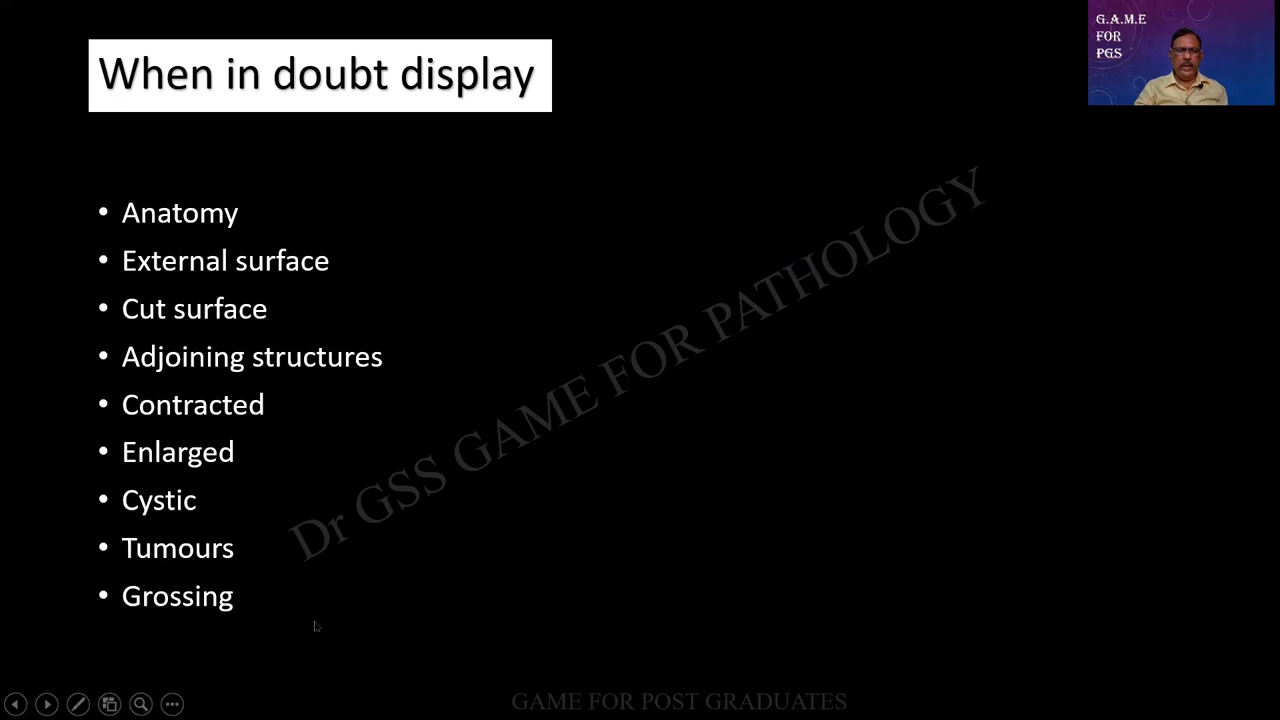 When in doubt display
G.A.M.E
FOR
PGS
• Anatomy
• External surface
• Cut surface
• Adjoining structures
• Contracted
• Enlarged
• Cystic
• Tumours
• Grossing
Dr GSS GAME FOR PATHOLOGY
GAME FOR POST GRADUATES